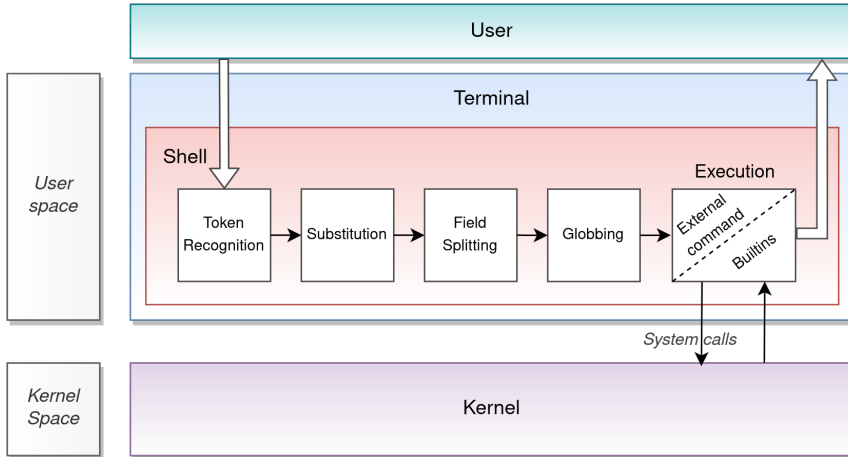 User
Terminal
User
space
Shell
Execution
Token
Recognition
Substitution
Field
Splitting
Globbing
External
command
Builtins
System calls
Kernel
Space
Kernel